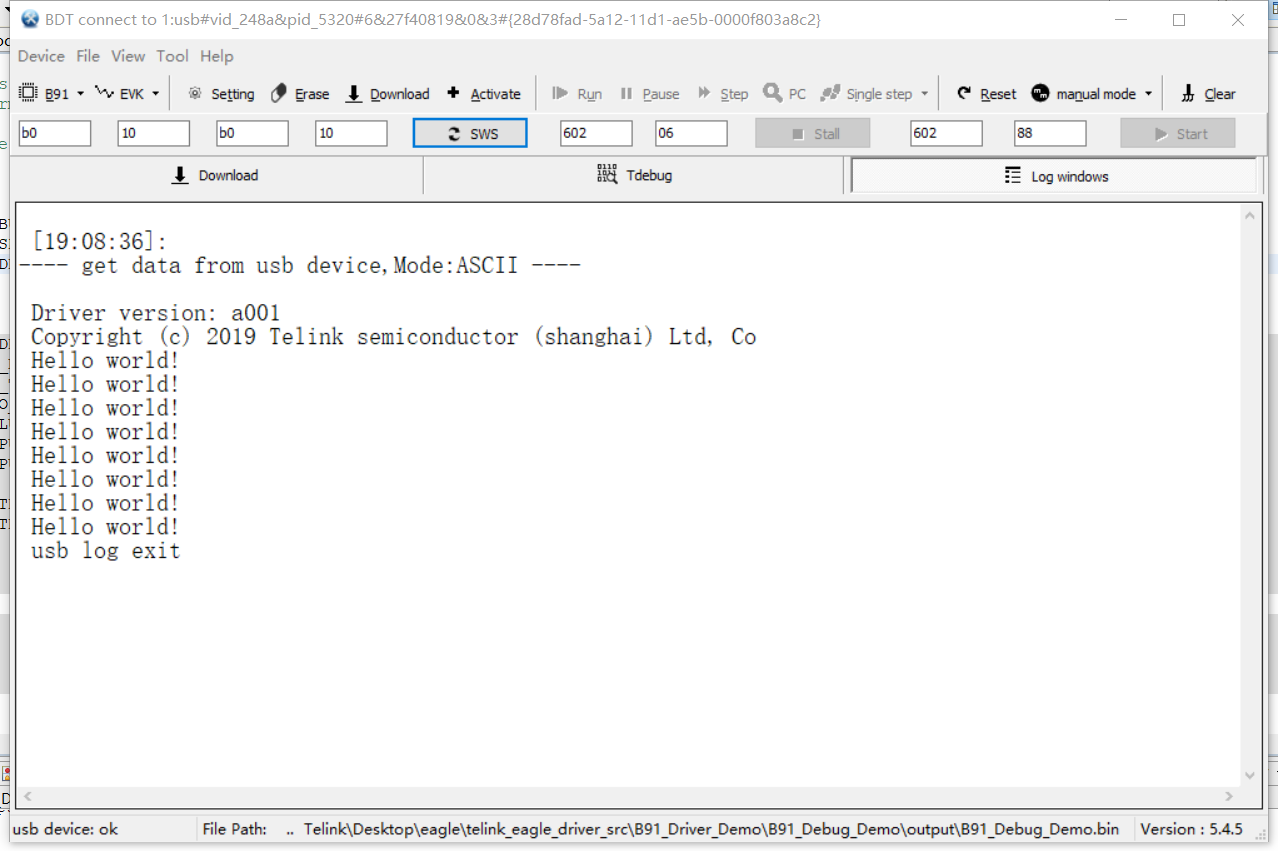 BDT connect to 1:usb#vid_248a&pid_5320#6&27f40819&0&3#{28d78fad-5a12-11d1-ae5b-0000f803a8c2}
Device File View Tool Help
B91 EVK Setting Erase Download Activate Run Pause Step PC Single step Reset manual mode Clear
b0 10 b0 10 SWS 602 06 Stall 602 88 Start
Download Tdebug Log windows
[19:08:36]:
---- get data from usb device,Mode:ASCII ----
Driver version: a001
Copyright (c) 2019 Telink semiconductor (shanghai) Ltd, Co
Hello world!
Hello world!
Hello world!
Hello world!
Hello world!
Hello world!
Hello world!
Hello world!
usb log exit
usb device: ok File Path: .. Telink\Desktop\eagle\telink_eagle_driver_src\B91_Driver_Demo\B91_Debug_Demo\output\B91_Debug_Demo.bin Version : 5.4.5